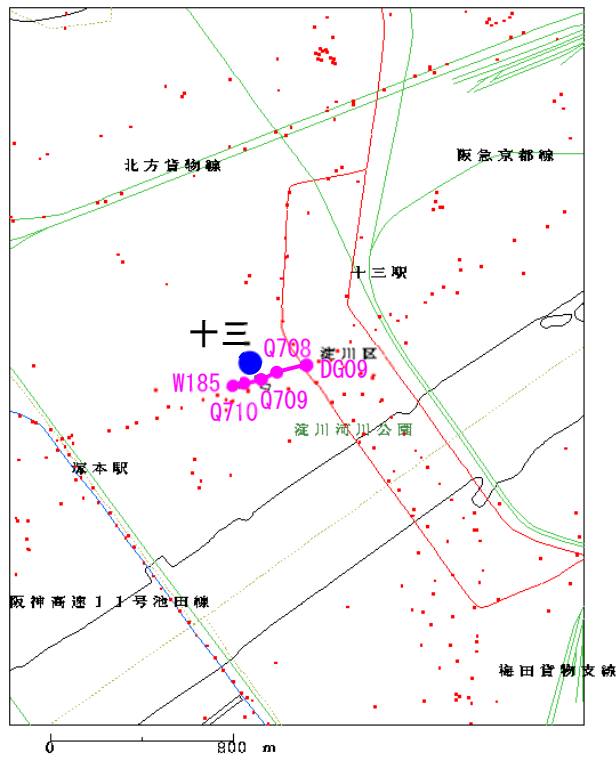 北方貨物線
阪急京都線
十三駅
十三
Q708
淀川区
DG09
W185
Q709
Q710
淀川河川公園
塚本駅
阪神高速11号池田線
梅田貨物支線
0 800 m